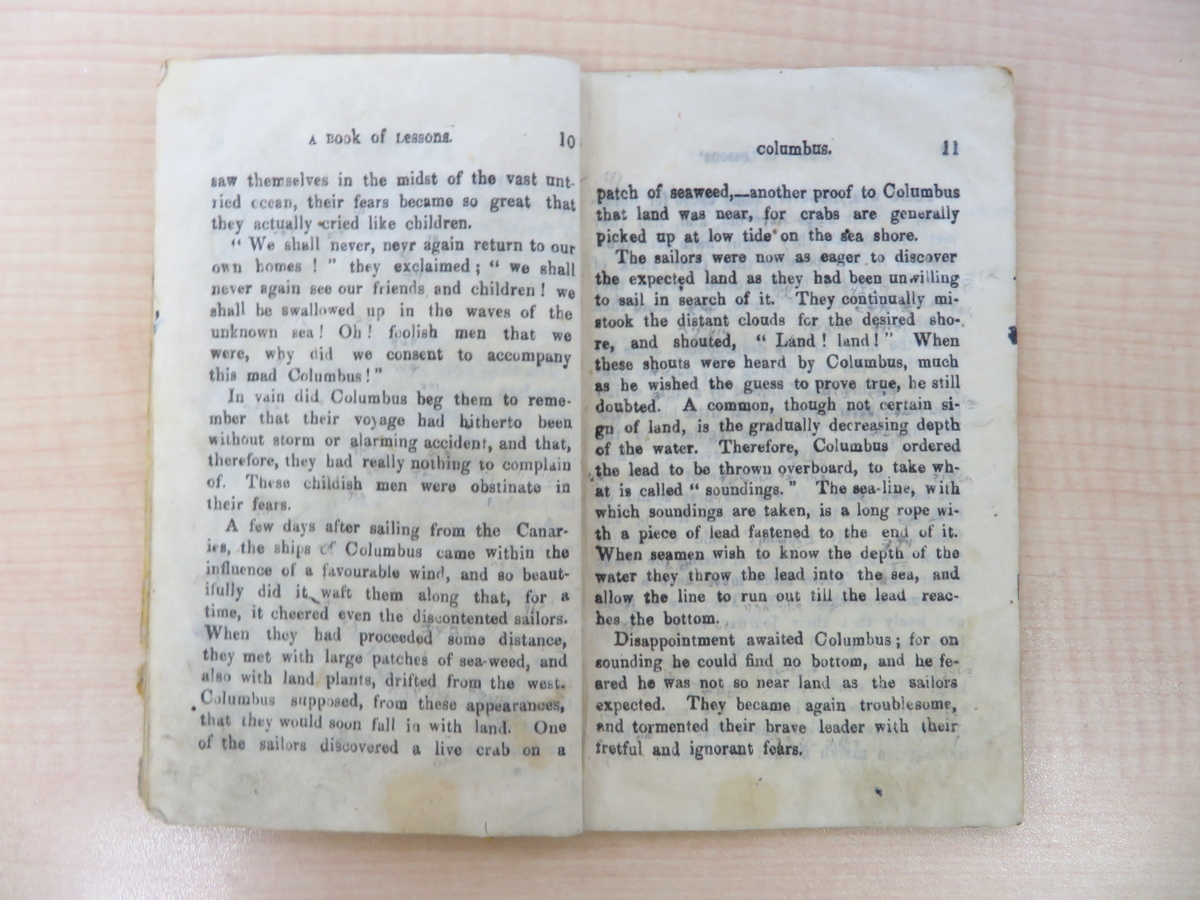 A Book of Lessons. 10
saw themselves in the midst of the vast unt-
ried ocean, their fears became so great that
they actually cried like children.
“ We shall never, nevr again return to our
own homes ! ” they exclaimed ; “ we shall
never again see our friends and children ! we
shall be swallowed up in the waves of the
unknown sea ! Oh ! foolish men that we
were, why did we consent to accompany
this mad Columbus ! ”
In vain did Columbus beg them to reme-
mber that their voyage had hitherto been
without storm or alarming accident, and that,
therefore, they had really nothing to complain
of. These childish men were obstinate in
their fears.
A few days after sailing from the Canar-
ies, the ships of Columbus came within the
influence of a favourable wind, and so beaut-
ifully did it waft them along that, for a
time, it cheered even the discontented sailors.
When they had proceeded some distance,
they met with large patches of sea-weed, and
also with land plants, drifted from the west.
Columbus supposed, from these appearances,
that they would soon fall in with land. One
of the sailors discovered a live crab on a
columbus. 11
patch of seaweed,—another proof to Columbus
that land was near, for crabs are generally
picked up at low tide on the sea shore.
The sailors were now as eager to discover
the expected land as they had been unwilling
to sail in search of it. They continually mi-
stook the distant clouds for the desired sho-
re, and shouted, “ Land ! land ! ” When
these shouts were heard by Columbus, much
as he wished the guess to prove true, he still
doubted. A common, though not certain si-
gn of land, is the gradually decreasing depth
of the water. Therefore, Columbus ordered
the lead to be thrown overboard, to take wh-
at is called “ soundings. ” The sea-line, with
which soundings are taken, is a long rope wi-
th a piece of lead fastened to the end of it.
When seamen wish to know the depth of the
water they throw the lead into the sea, and
allow the line to run out till the lead reac-
hes the bottom.
Disappointment awaited Columbus ; for on
sounding he could find no bottom, and he fe-
ared he was not so near land as the sailors
expected. They became again troublesome,
and tormented their brave leader with their
fretful and ignorant fears.